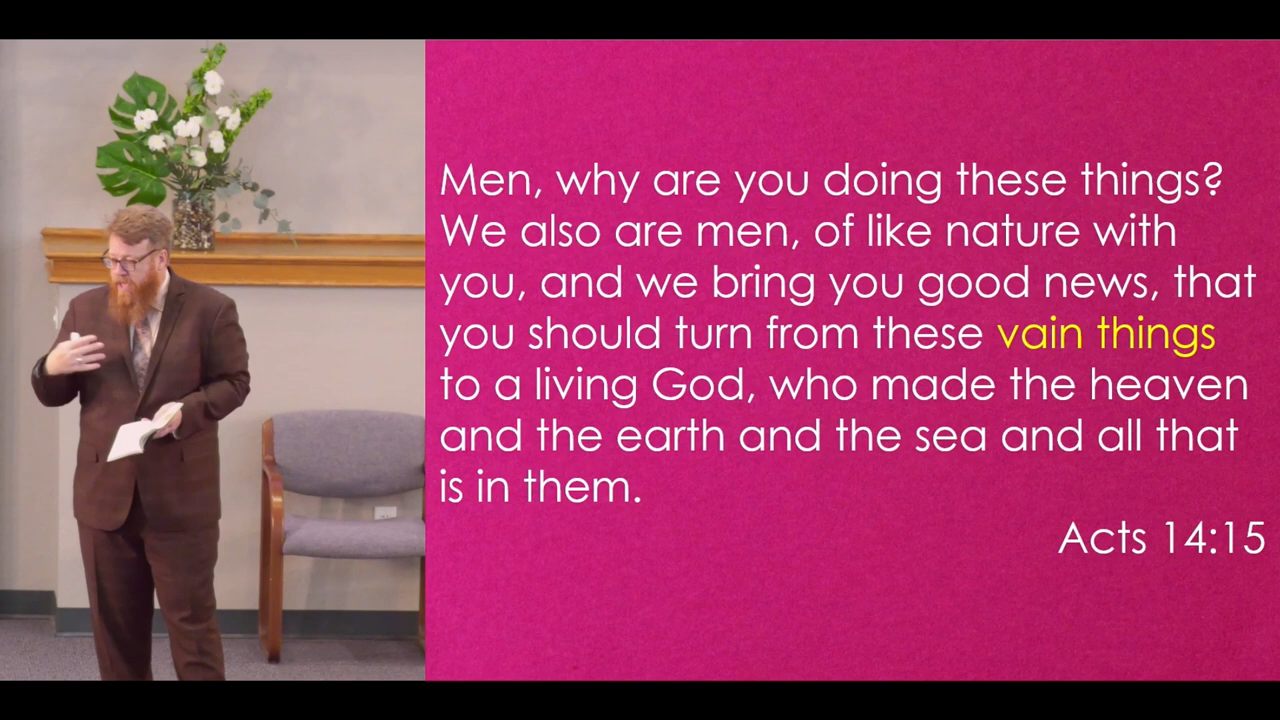 Men, why are you doing these things?
We also are men, of like nature with
you, and we bring you good news, that
you should turn from these vain things
to a living God, who made the heaven
and the earth and the sea and all that
is in them.
Acts 14:15